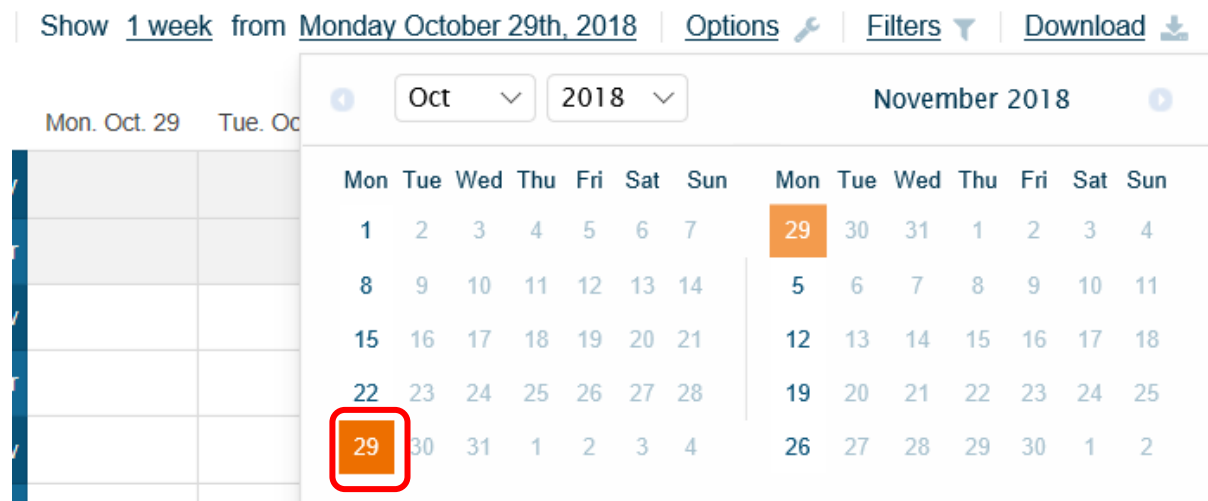 Show 1 week from Monday October 29th, 2018 Options Filters Download
Oct 2018 November 2018
Mon. Oct. 29 Tue. Oc
Mon Tue Wed Thu Fri Sat Sun Mon Tue Wed Thu Fri Sat Sun
1 2 3 4 5 6 7 29 30 31 1 2 3 4
8 9 10 11 12 13 14 5 6 7 8 9 10 11
15 16 17 18 19 20 21 12 13 14 15 16 17 18
22 23 24 25 26 27 28 19 20 21 22 23 24 25
29 30 31 1 2 3 4 26 27 28 29 30 1 2